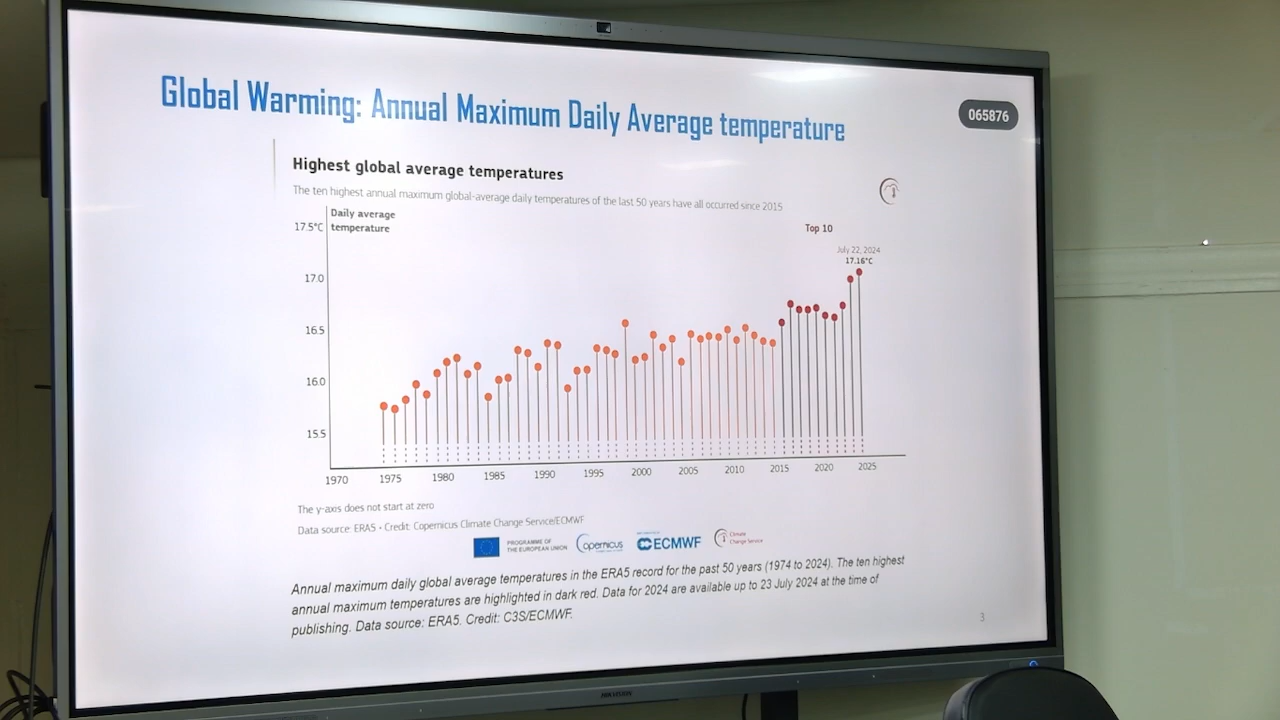 Global Warming: Annual Maximum Daily Average temperature
065876
Highest global average temperatures
The ten highest annual maximum global-average daily temperatures of the last 50 years have all occurred since 2015
Daily average
17.5°C temperature
Top 10
July 22, 2024
17.16°C
17.0
16.5
16.0
15.5
1970 1975 1980 1985 1990 1995 2000 2005 2010 2015 2020 2025
The y-axis does not start at zero
Data source: ERA5 • Credit: Copernicus Climate Change Service/ECMWF
PROGRAMME OF
THE EUROPEAN UNION
opernicus
ECMWF
Climate
Change Service
Annual maximum daily global average temperatures in the ERA5 record for the past 50 years (1974 to 2024). The ten highest
annual maximum temperatures are highlighted in dark red. Data for 2024 are available up to 23 July 2024 at the time of
publishing. Data source: ERA5. Credit: C3S/ECMWF.
3
HIKVISION